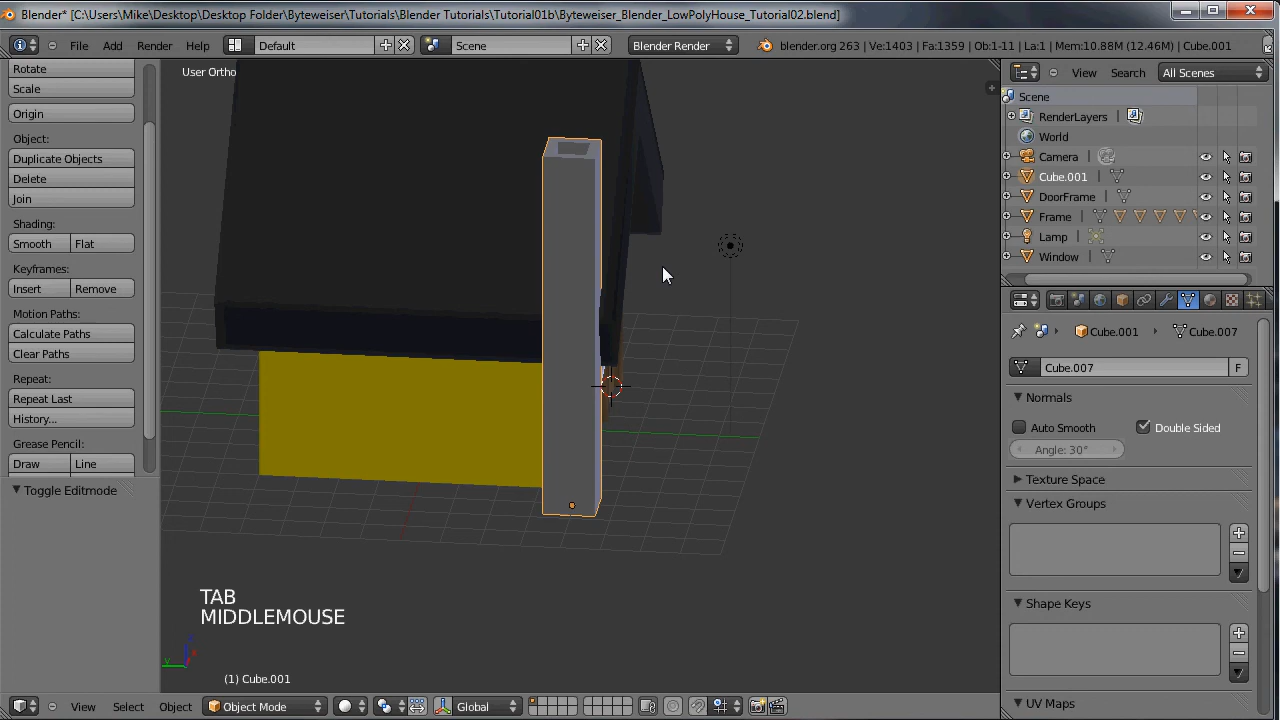 Blender* [C:\Users\Mike\Desktop\Desktop Folder\Byteweiser\Tutorials\Blender Tutorials\Tutorial01b\Byteweiser_Blender_LowPolyHouse_Tutorial02.blend]
File Add Render Help Default Scene Blender Render blender.org 263 | Ve:1403 | Fa:1359 | Ob:1-11 | La:1 | Mem:10.88M (12.46M) | Cube.001
Rotate
Scale
Origin
Object:
Duplicate Objects
Delete
Join
Shading:
Smooth Flat
Keyframes:
Insert Remove
Motion Paths:
Calculate Paths
Clear Paths
Repeat:
Repeat Last
History...
Grease Pencil:
Draw Line
Toggle Editmode
User Ortho
TAB
MIDDLEMOUSE
(1) Cube.001
View Select Object Object Mode Global
View Search All Scenes
Scene
RenderLayers
World
Camera
Cube.001
DoorFrame
Frame
Lamp
Window
Cube.001 Cube.007
Cube.007 F
Normals
Auto Smooth Double Sided
Angle: 30°
Texture Space
Vertex Groups
Shape Keys
UV Maps